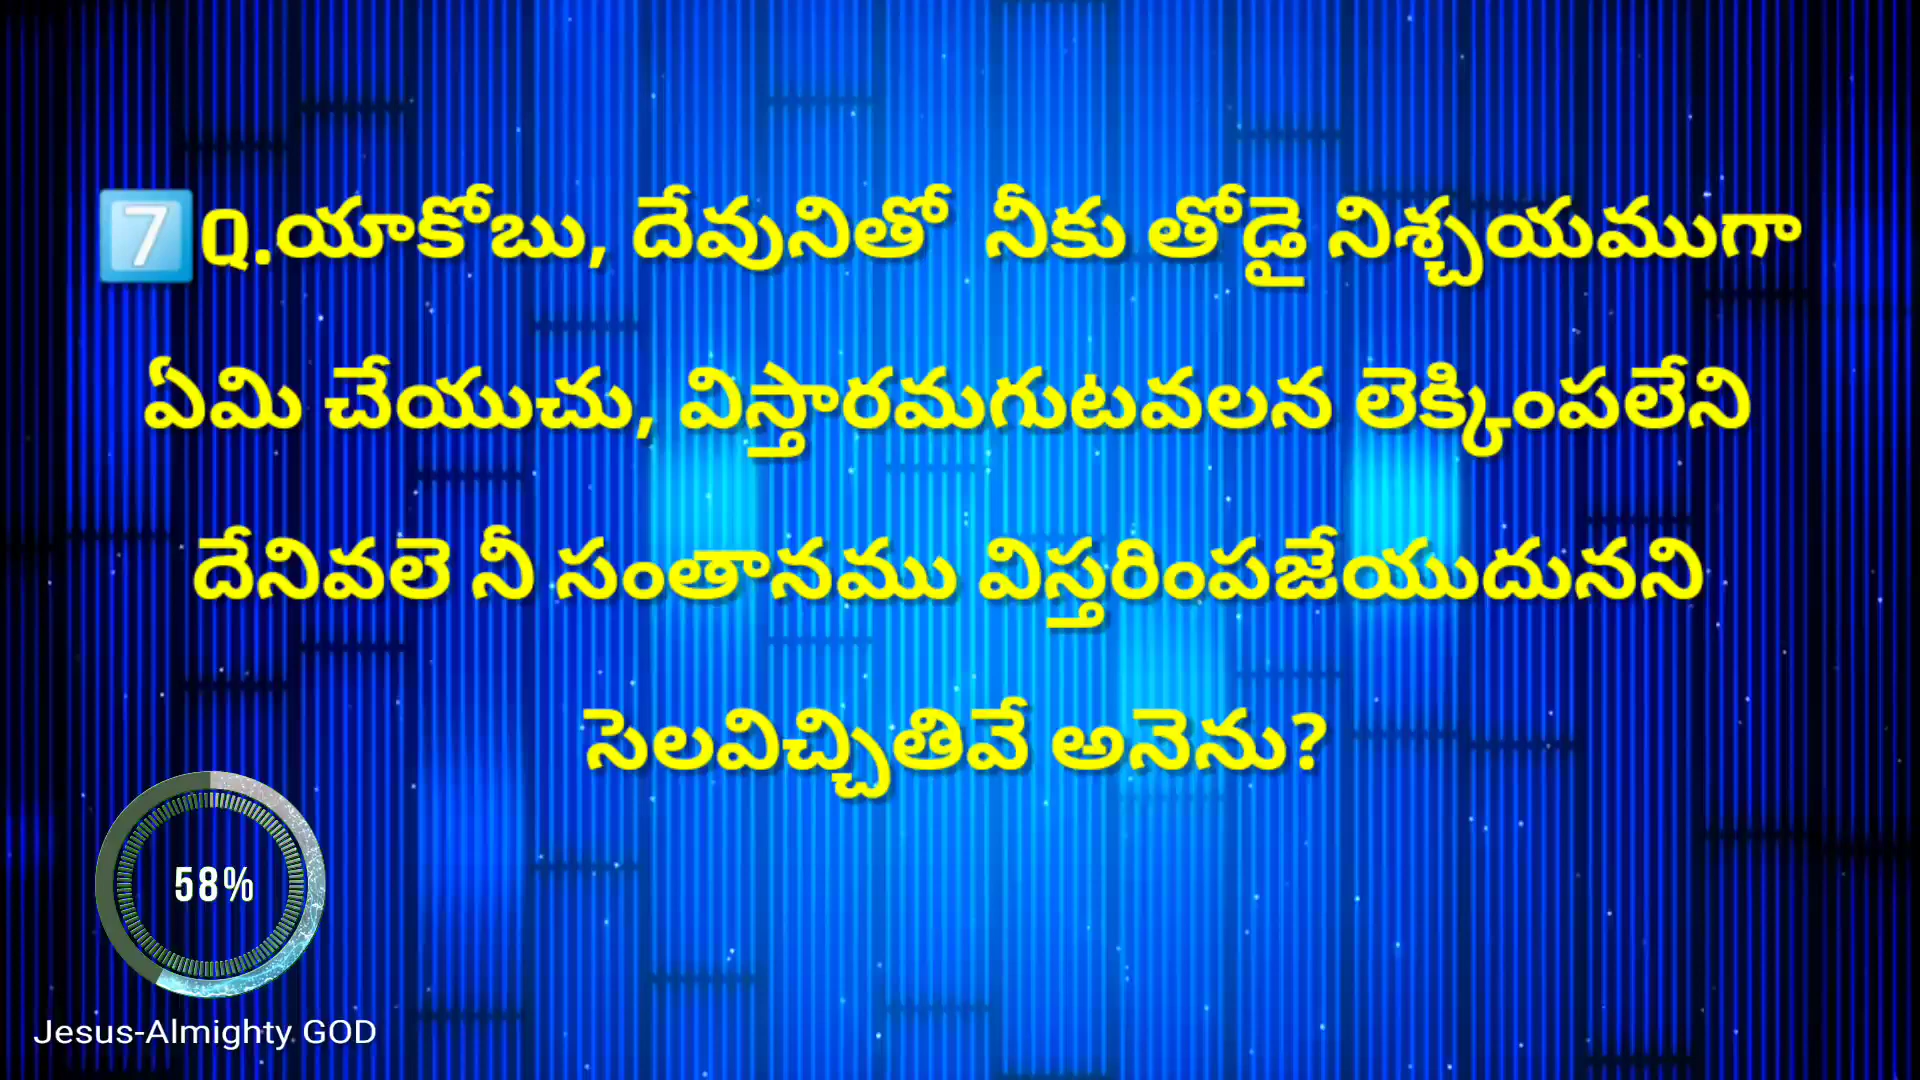 7️⃣Q.యాకోబు, దేవునితో నీకు తోడై నిశ్చయముగా
ఏమి చేయుచు, విస్తారమగుటవలన లెక్కింపలేని
దేనివలె నీ సంతానము విస్తరింపజేయుదునని
సెలవిచ్చితివే అనెను?
58%
Jesus-Almighty GOD